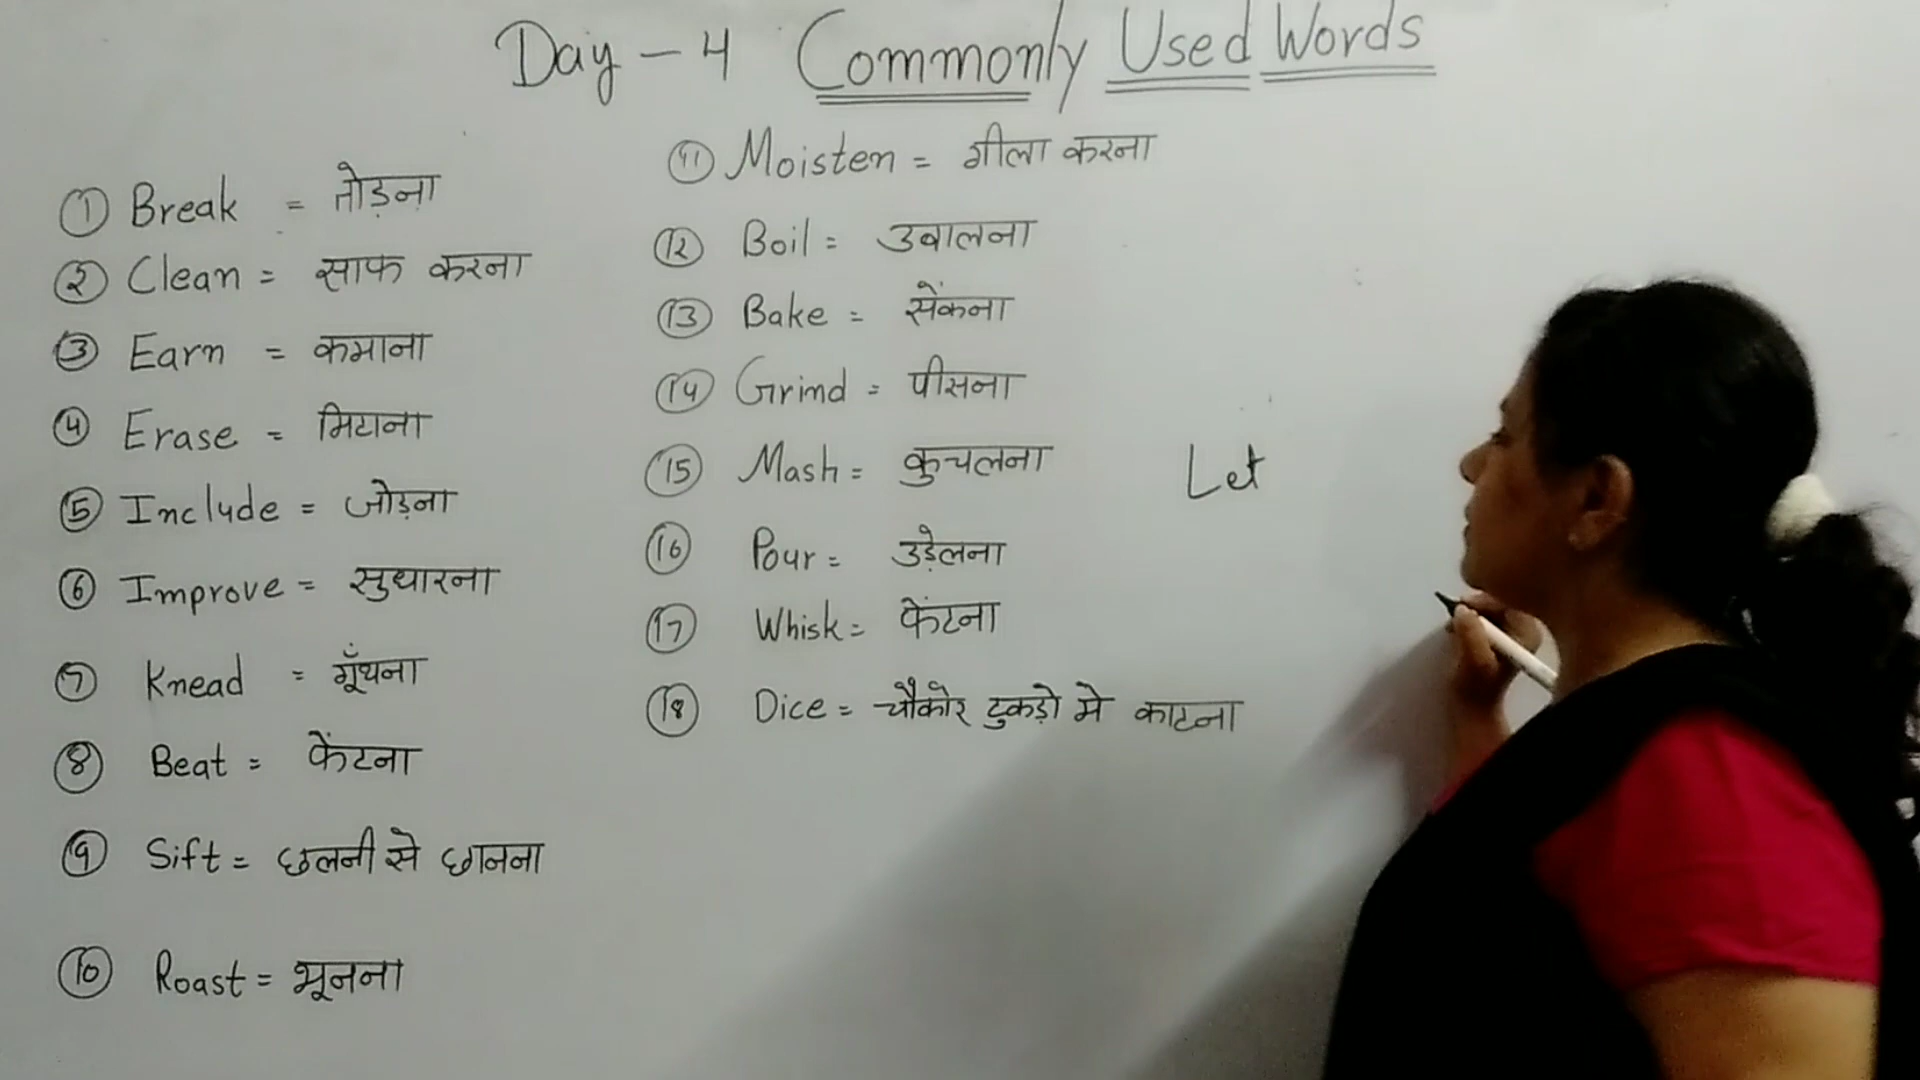 Day - 4 Commonly Used Words
① Break = तोड़ना
② Clean = साफ करना
③ Earn = कमाना
④ Erase = मिटाना
⑤ Include = जोड़ना
⑥ Improve = सुधारना
⑦ Knead = गूँथना
⑧ Beat = फेंटना
⑨ Sift = छलनी से छानना
⑩ Roast = भूनना
⑪ Moisten = गीला करना
⑫ Boil = उबालना
⑬ Bake = सेंकना
⑭ Grind = पीसना
⑮ Mash = कुचलना
⑯ Pour = उड़ेलना
⑰ Whisk = फेंटना
⑱ Dice = चौकोर टुकड़ो मे काटना
Let